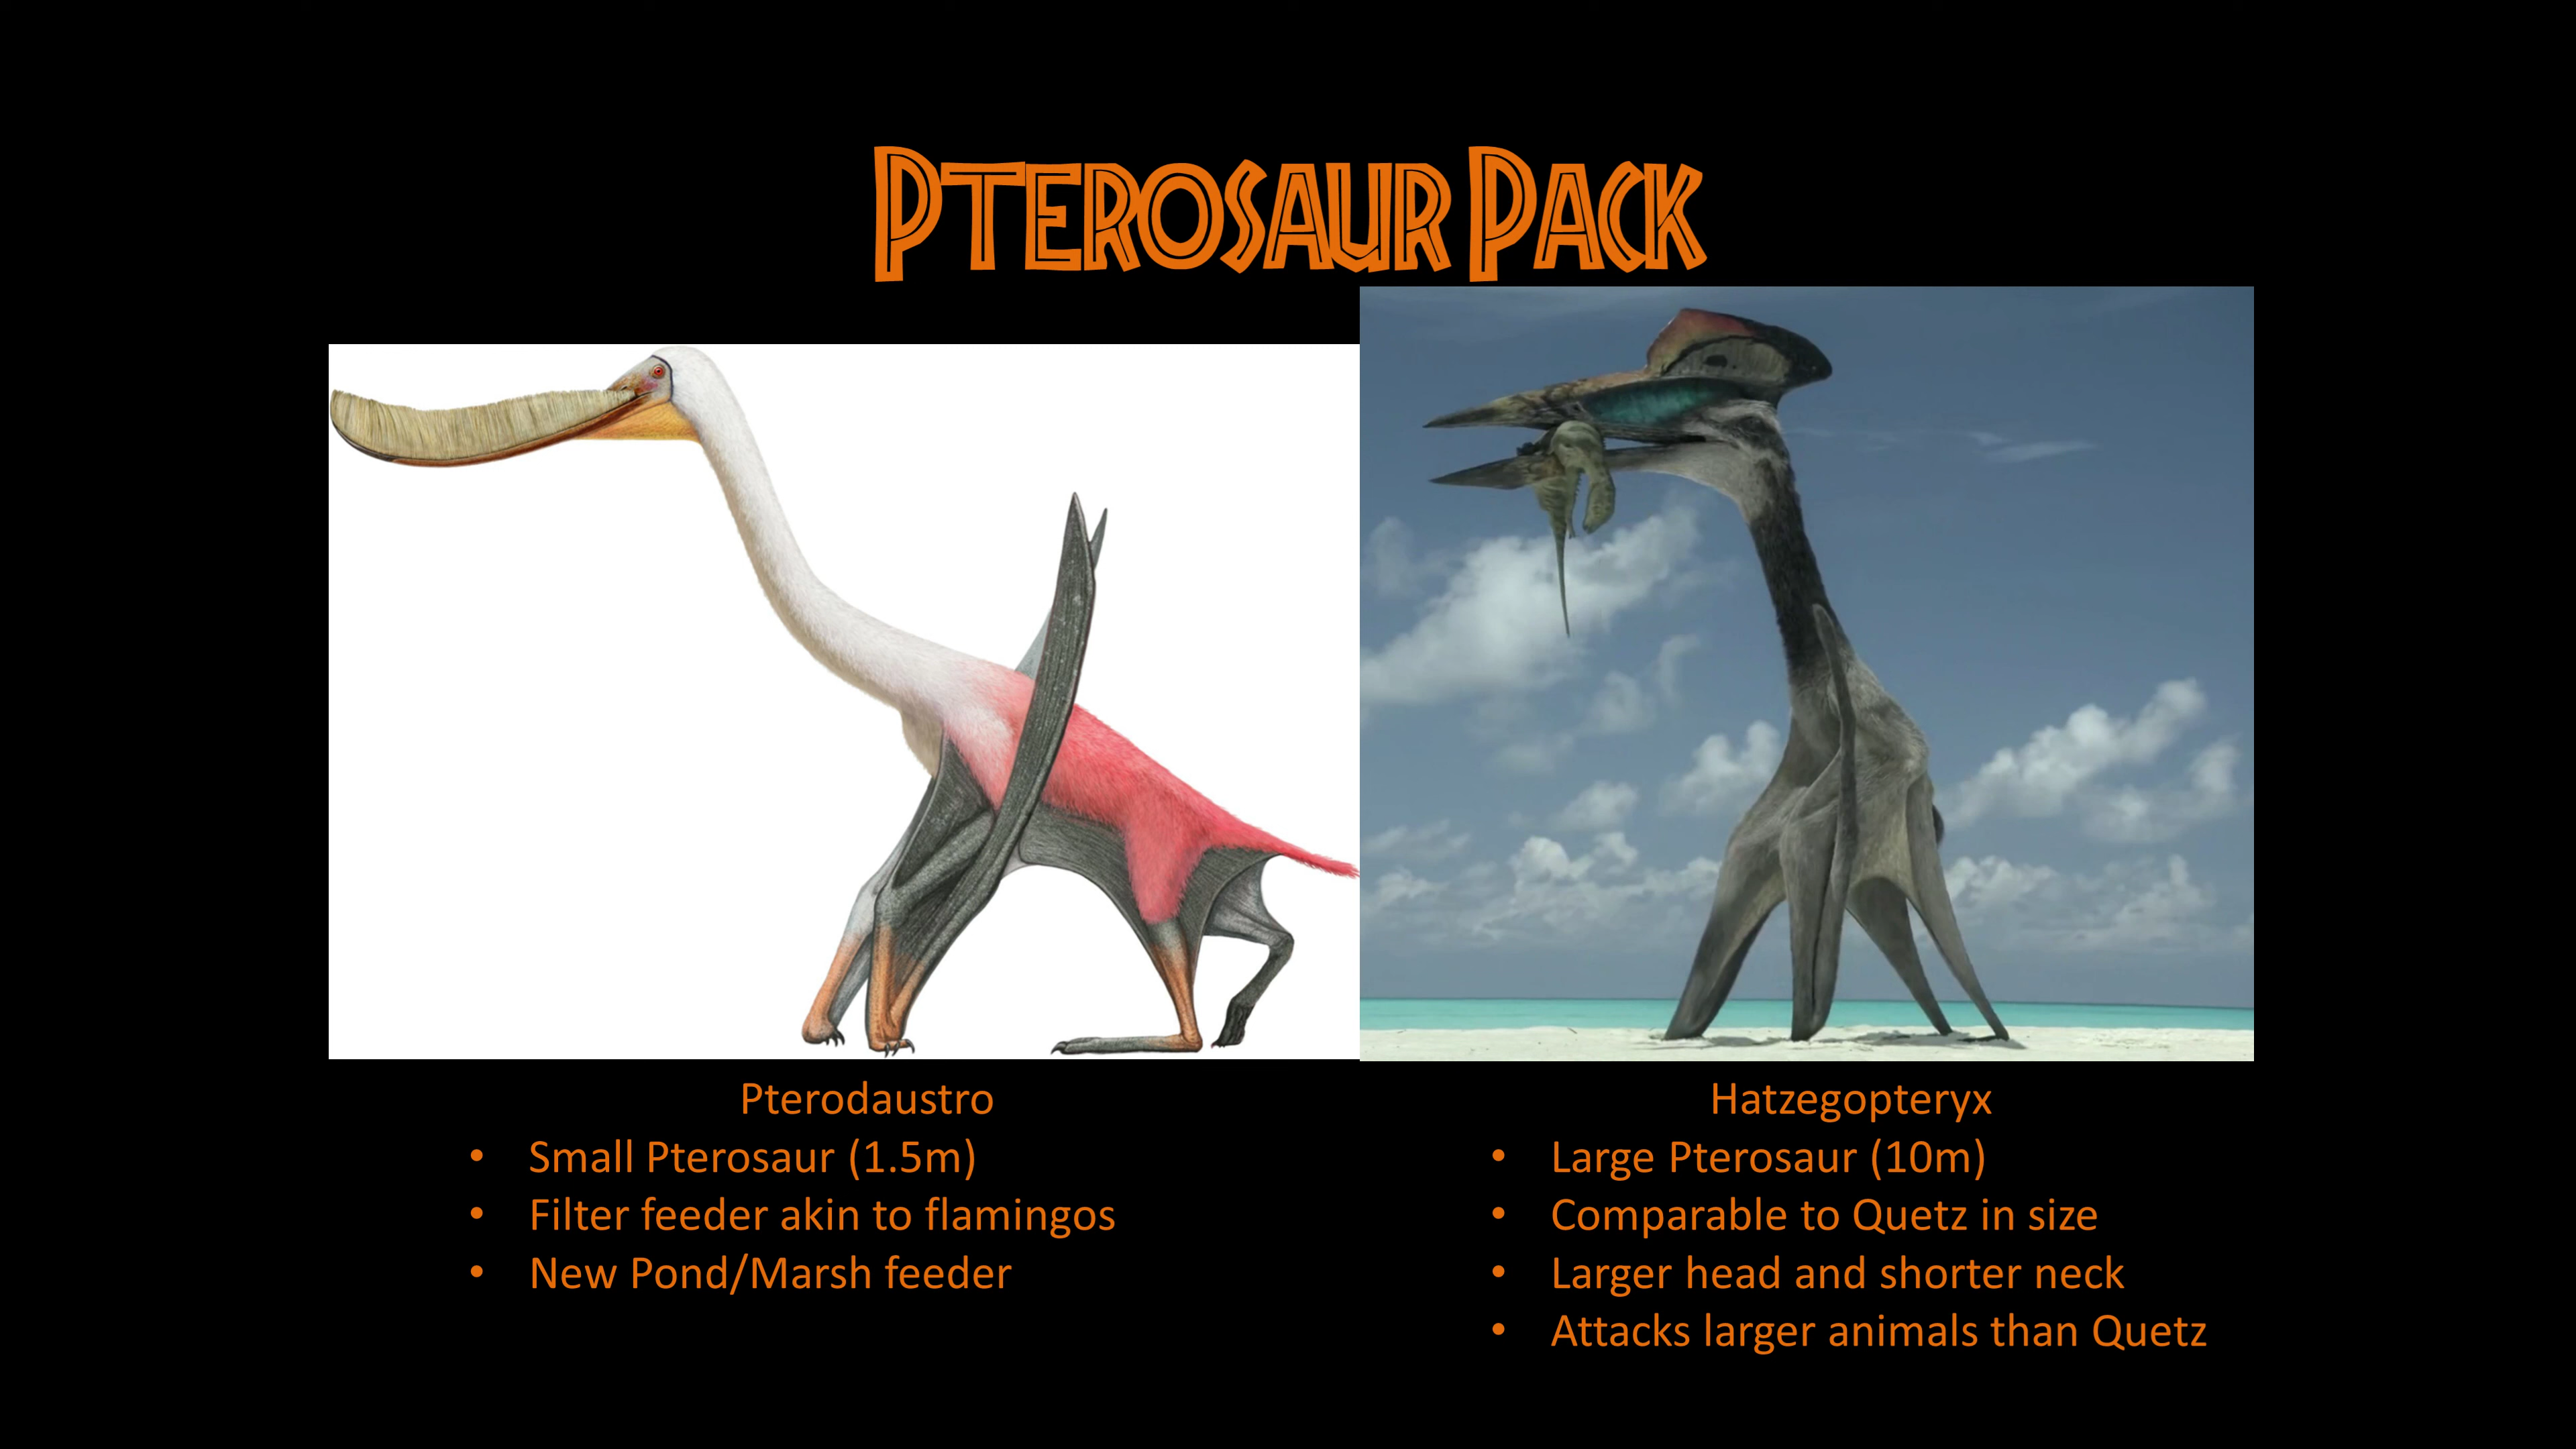 Pterosaur Pack
Pterodaustro
• Small Pterosaur (1.5m)
• Filter feeder akin to flamingos
• New Pond/Marsh feeder
Hatzegopteryx
• Large Pterosaur (10m)
• Comparable to Quetz in size
• Larger head and shorter neck
• Attacks larger animals than Quetz